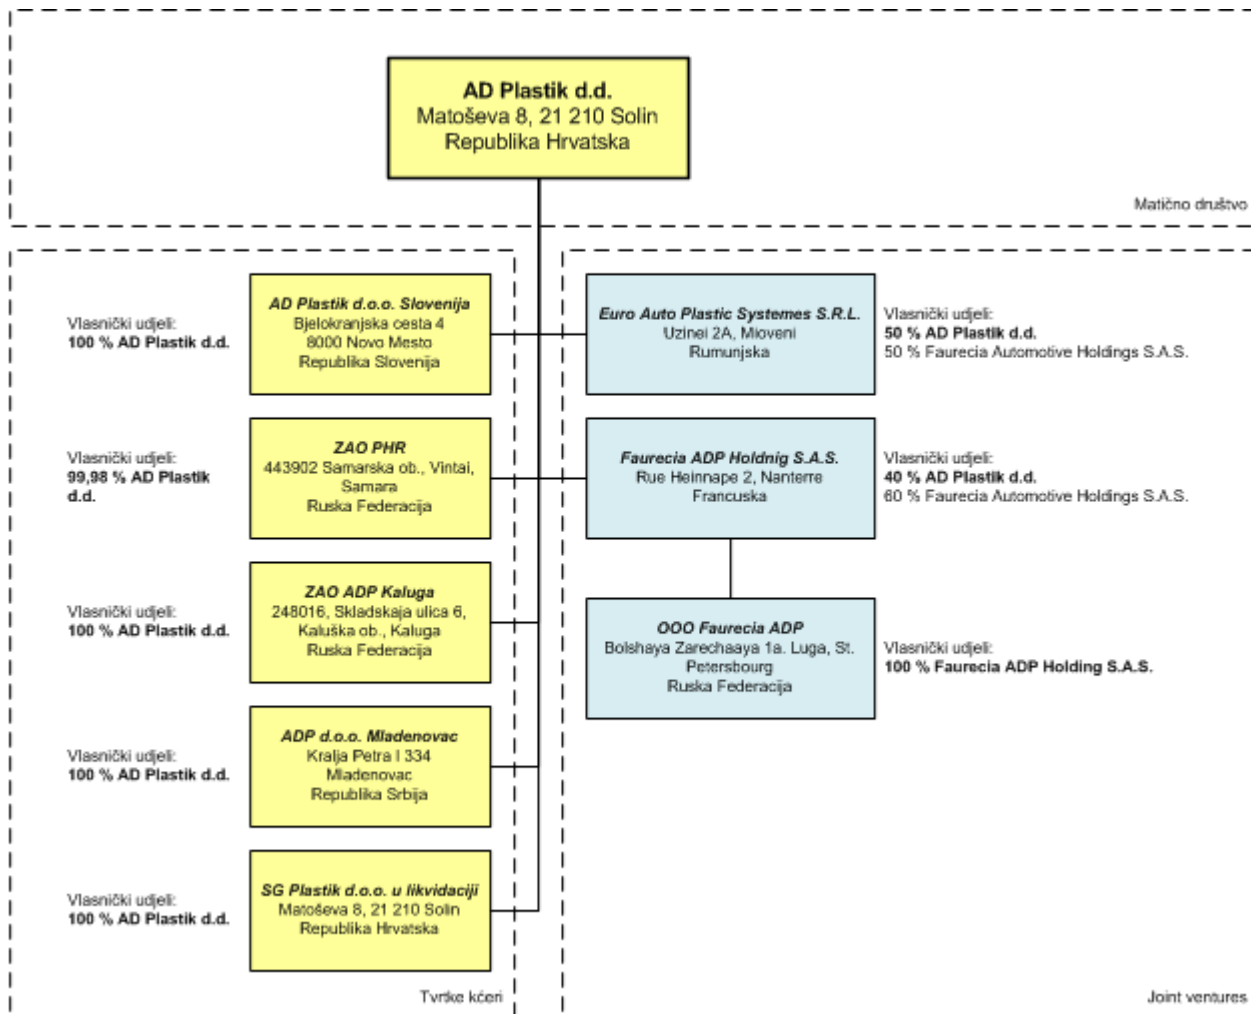 AD Plastik d.d.
Matoševa 8, 21 210 Solin
Republika Hrvatska
Matično društvo
Vlasnički udjeli:
100 % AD Plastik d.d.
AD Plastik d.o.o. Slovenija
Bjelokranjska cesta 4
8000 Novo Mesto
Republika Slovenija
Euro Auto Plastic Systemes S.R.L.
Uzinei 2A, Mioveni
Rumunjska
Vlasnički udjeli:
50 % AD Plastik d.d.
50 % Faurecia Automotive Holdings S.A.S.
Vlasnički udjeli:
99,98 % AD Plastik
d.d.
ZAO PHR
443902 Samarska ob., Vintai,
Samara
Ruska Federacija
Faurecia ADP Holdnig S.A.S.
Rue Heinnape 2, Nanterre
Francuska
Vlasnički udjeli:
40 % AD Plastik d.d.
60 % Faurecia Automotive Holdings S.A.S.
Vlasnički udjeli:
100 % AD Plastik d.d.
ZAO ADP Kaluga
248016, Skladskaja ulica 6,
Kaluška ob., Kaluga
Ruska Federacija
OOO Faurecia ADP
Bolshaya Zarechaaya 1a. Luga, St.
Petersbourg
Ruska Federacija
Vlasnički udjeli:
100 % Faurecia ADP Holding S.A.S.
Vlasnički udjeli:
100 % AD Plastik d.d.
ADP d.o.o. Mladenovac
Kralja Petra I 334
Mladenovac
Republika Srbija
Vlasnički udjeli:
100 % AD Plastik d.d.
SG Plastik d.o.o. u likvidaciji
Matoševa 8, 21 210 Solin
Republika Hrvatska
Tvrtke kćeri
Joint ventures